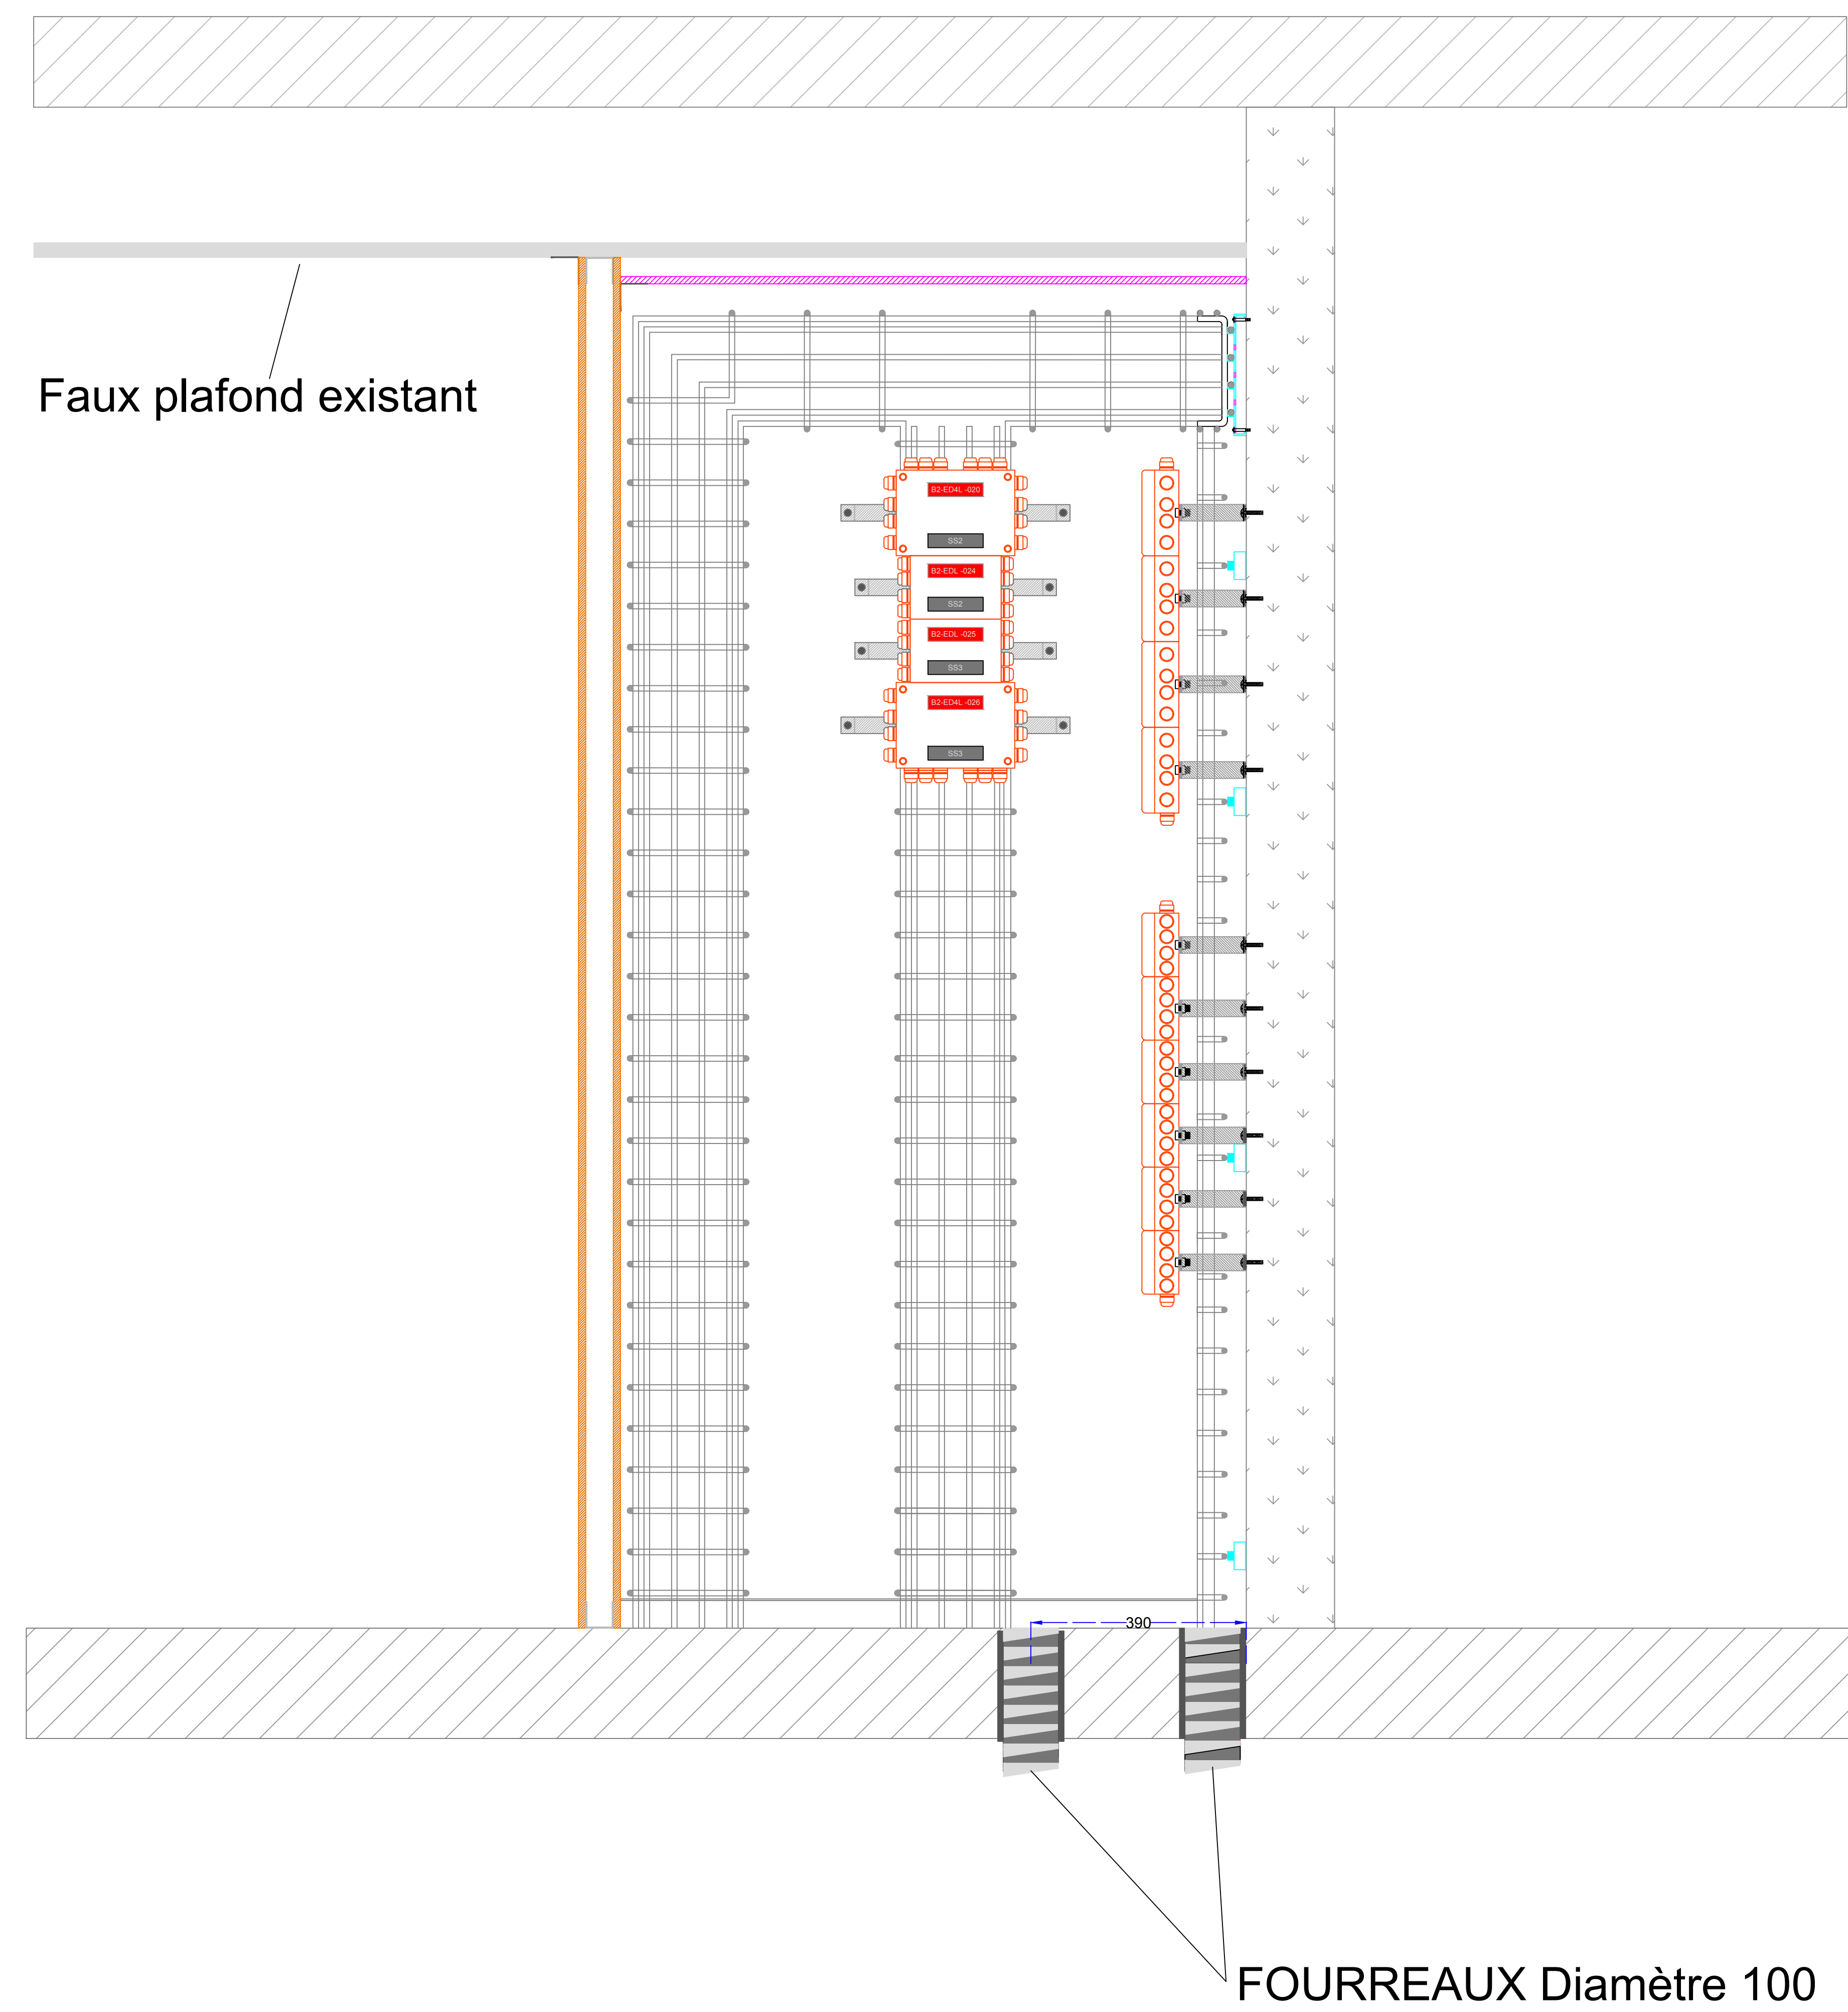 Faux plafond existant
B2-ED4L -020
SS2
B2-EDL -024
SS2
B2-EDL -025
SS3
B2-ED4L -026
SS3
390
FOURREAUX Diamètre 100